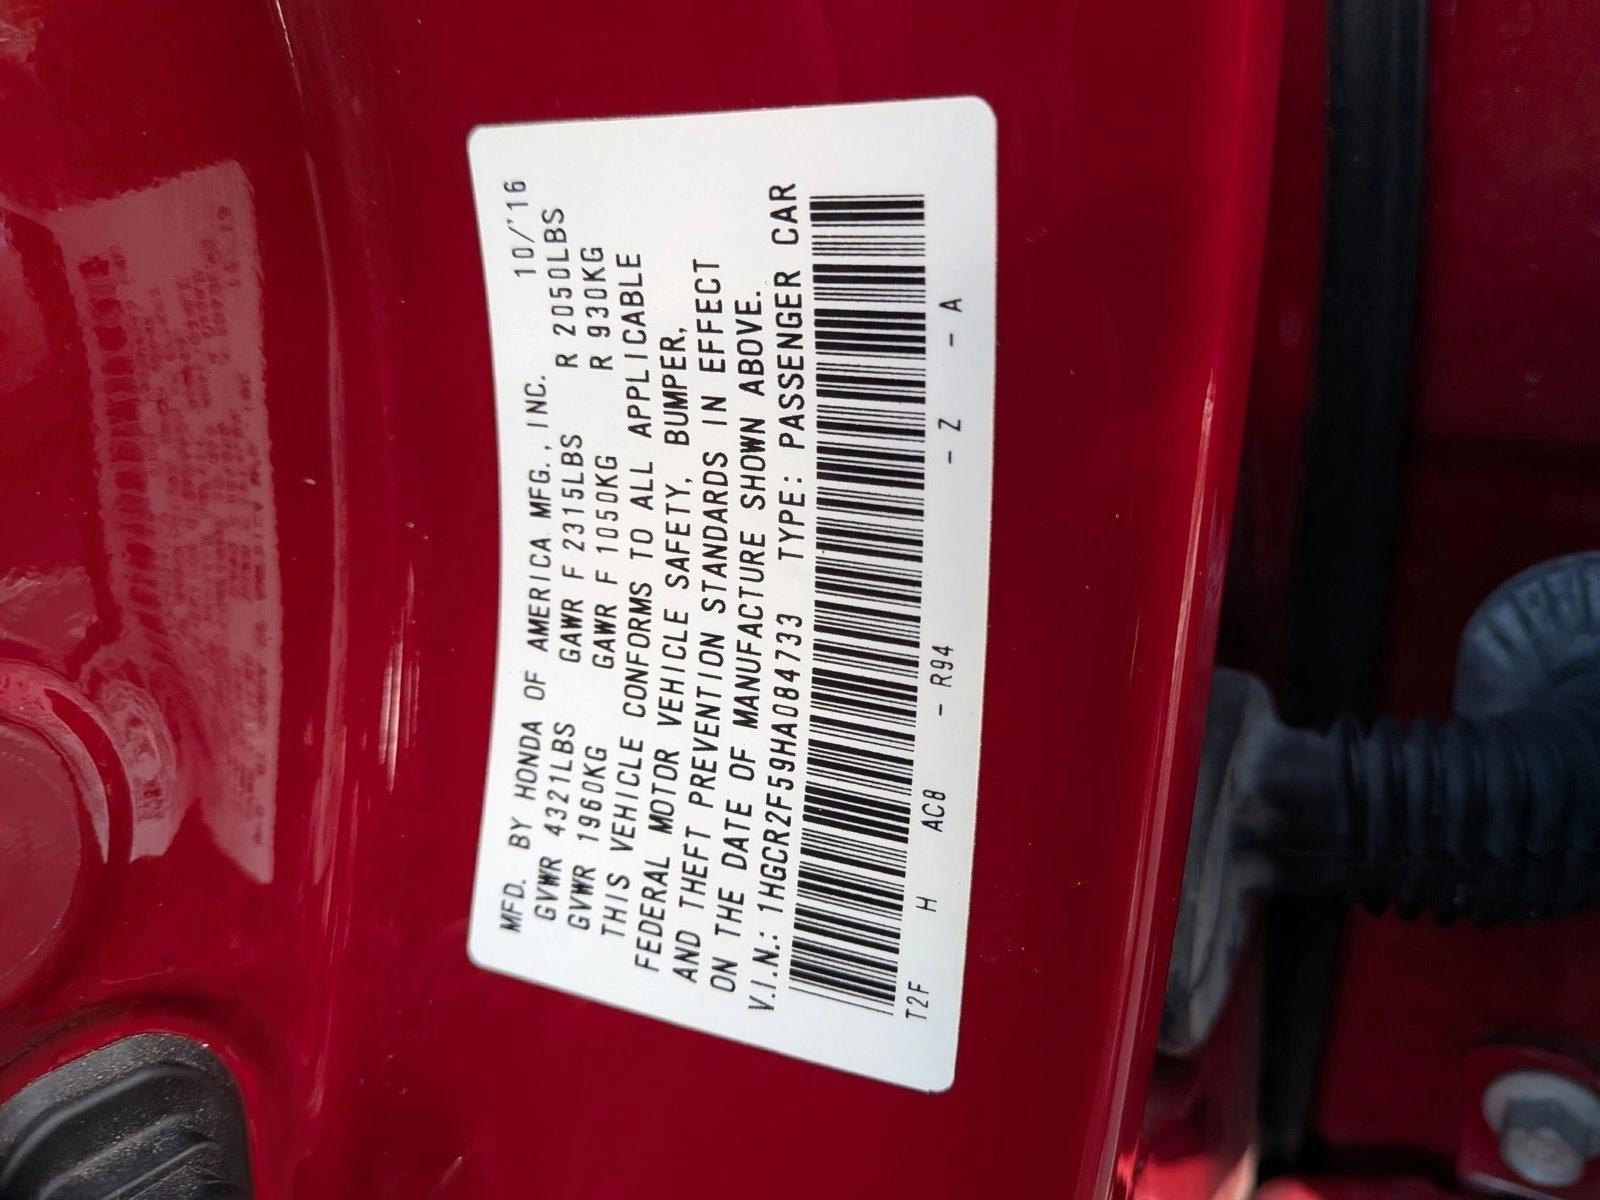 MFD. BY HONDA OF AMERICA MFG., INC. 10/'16
GVWR 4321LBS GAWR F 2315LBS R 2050LBS
GVWR 1960KG GAWR F 1050KG R 930KG
THIS VEHICLE CONFORMS TO ALL APPLICABLE
FEDERAL MOTOR VEHICLE SAFETY, BUMPER,
AND THEFT PREVENTION STANDARDS IN EFFECT
ON THE DATE OF MANUFACTURE SHOWN ABOVE.
V.I.N.: 1HGCR2F59HA084733 TYPE: PASSENGER CAR
T2F H AC8 - R94 - Z - A